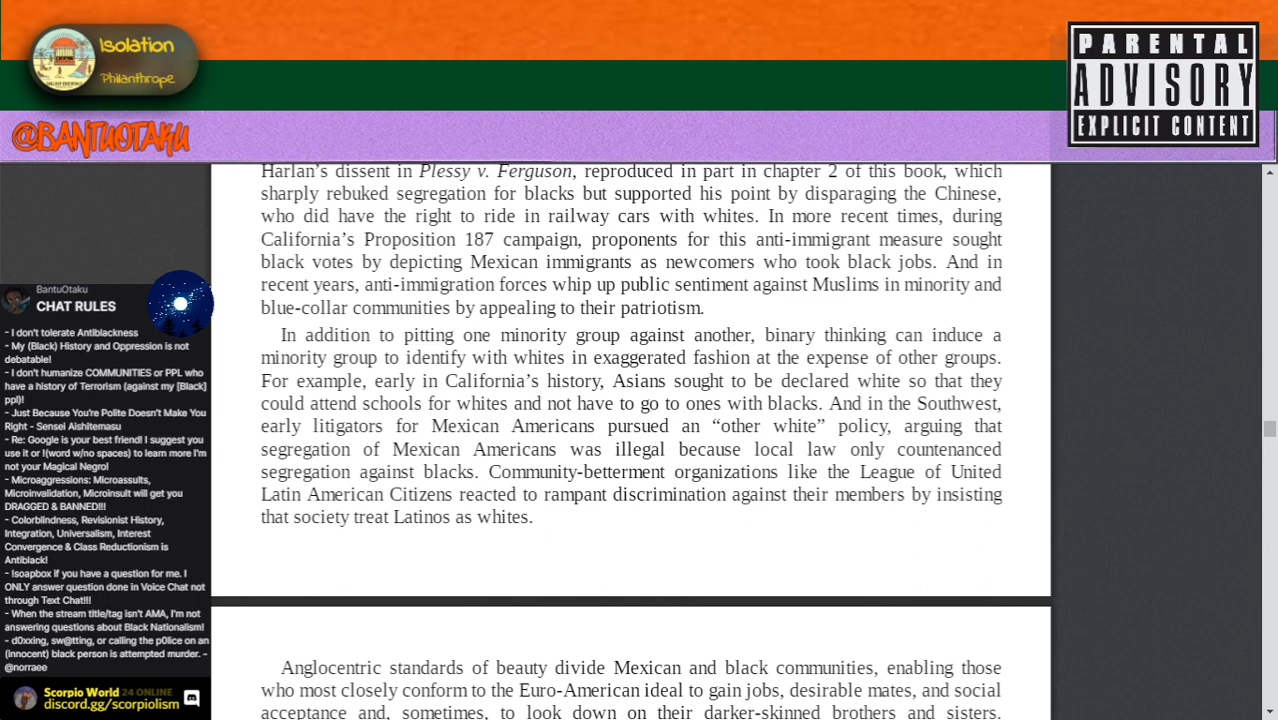 Isolation
Philanthrope
PARENTAL
ADVISORY
EXPLICIT CONTENT
@BANTUOTAKU
Harlan’s dissent in Plessy v. Ferguson, reproduced in part in chapter 2 of this book, which
sharply rebuked segregation for blacks but supported his point by disparaging the Chinese,
who did have the right to ride in railway cars with whites. In more recent times, during
California’s Proposition 187 campaign, proponents for this anti-immigrant measure sought
black votes by depicting Mexican immigrants as newcomers who took black jobs. And in
recent years, anti-immigration forces whip up public sentiment against Muslims in minority and
blue-collar communities by appealing to their patriotism.
In addition to pitting one minority group against another, binary thinking can induce a
minority group to identify with whites in exaggerated fashion at the expense of other groups.
For example, early in California’s history, Asians sought to be declared white so that they
could attend schools for whites and not have to go to ones with blacks. And in the Southwest,
early litigators for Mexican Americans pursued an “other white” policy, arguing that
segregation of Mexican Americans was illegal because local law only countenanced
segregation against blacks. Community-betterment organizations like the League of United
Latin American Citizens reacted to rampant discrimination against their members by insisting
that society treat Latinos as whites.
Anglocentric standards of beauty divide Mexican and black communities, enabling those
who most closely conform to the Euro-American ideal to gain jobs, desirable mates, and social
acceptance and, sometimes, to look down on their darker-skinned brothers and sisters.
BantuOtaku
CHAT RULES
- I don't tolerate Antiblackness
- My (Black) History and Oppression is not
debatable!
- I don't humanize COMMUNITIES or PPL who
have a history of Terrorism (against my [Black]
ppl)!
- Just Because You're Polite Doesn't Make You
Right - Sensei Aishitemasu
- Re: Google is your best friend! I suggest you
use it or !(word w/no spaces) to learn more I'm
not your Magical Negro!
- Microaggressions: Microassults,
Microinvalidation, Microinsult will get you
DRAGGED & BANNED!!!
- Colorblindness, Revisionist History,
Integration, Universalism, Interest
Convergence & Class Reductionism is
Antiblack!
- !soapbox if you have a question for me. I
ONLY answer question done in Voice Chat not
through Text Chat!!!
- When the stream title/tag isn't AMA, I'm not
answering questions about Black Nationalism!
- d0xxing, sw@tting, or calling the p0lice on an
(innocent) black person is attempted murder. -
@norraee
Scorpio World 24 ONLINE
discord.gg/scorpiolism